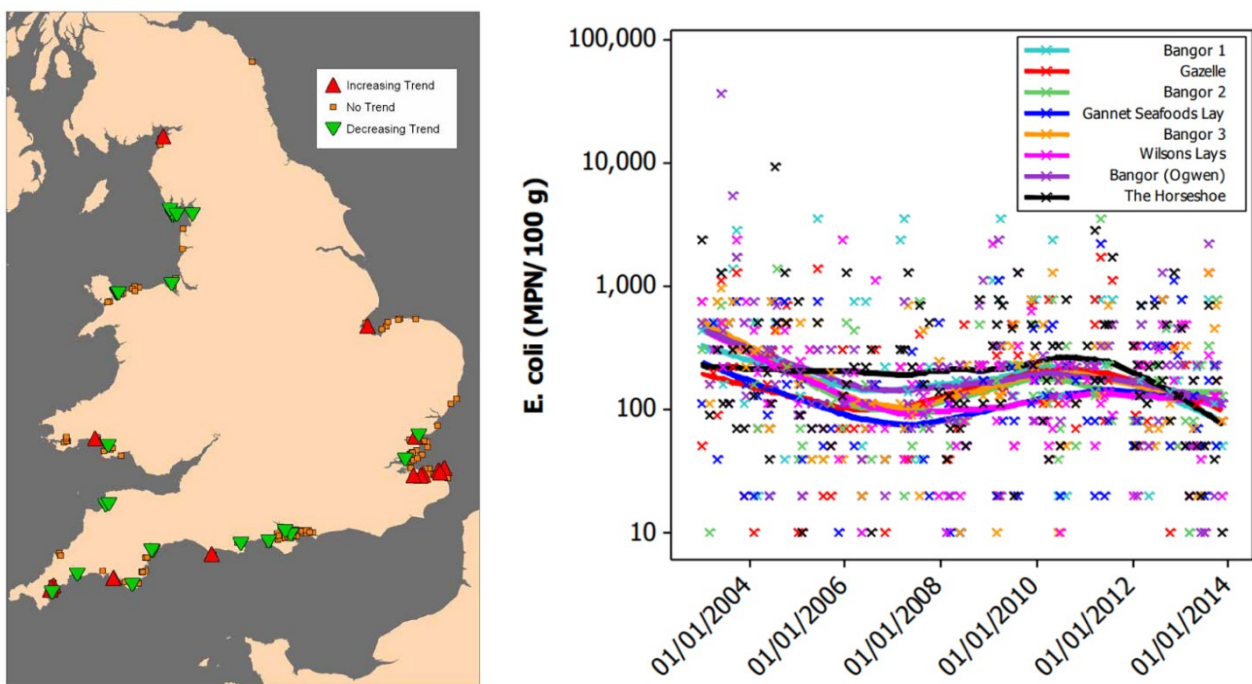 Increasing Trend
No Trend
Decreasing Trend
E. coli (MPN/100 g)
100,000
10,000
1,000
100
10
Bangor 1
Gazelle
Bangor 2
Gannet Seafoods Lay
Bangor 3
Wilsons Lays
Bangor (Ogwen)
The Horseshoe
01/01/2004
01/01/2006
01/01/2008
01/01/2010
01/01/2012
01/01/2014